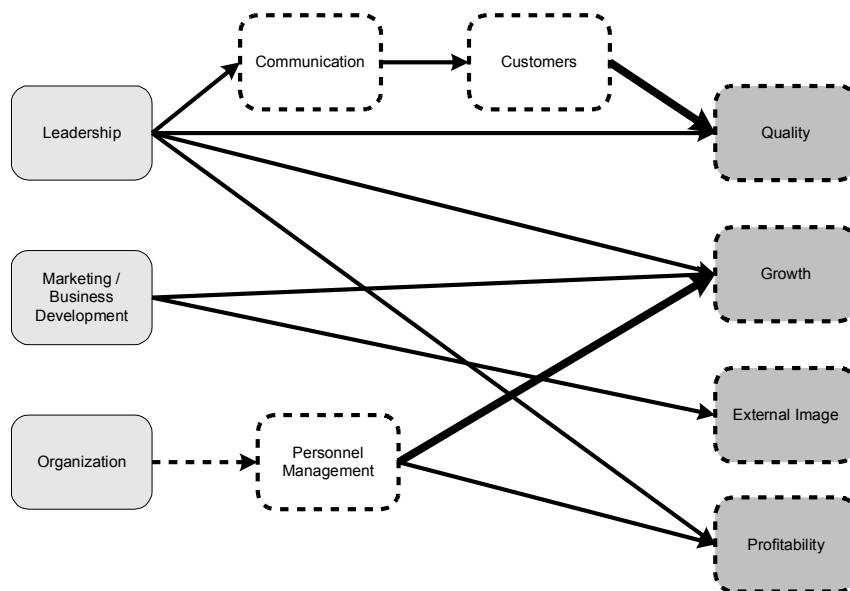 Communication
Customers
Leadership
Quality
Marketing /
Business
Development
Growth
External Image
Organization
Personnel
Management
Profitability